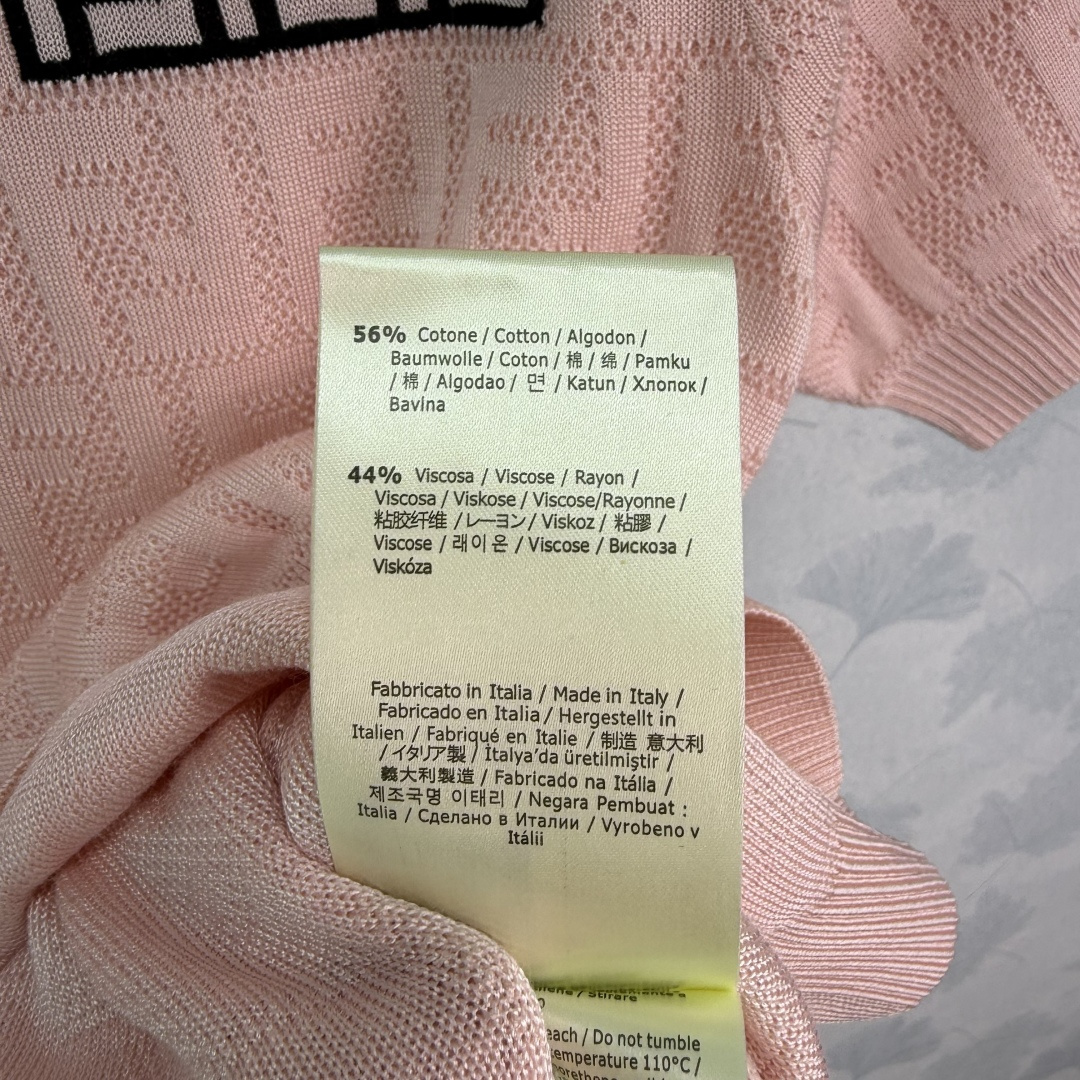 56% Cotone / Cotton / Algodon /
Baumwolle / Coton / 棉 / 绵 / Pamku
/ 棉 / Algodao / 면 / Katun / Хлопок /
Bavlna
44% Viscosa / Viscose / Rayon /
Viscosa / Viskose / Viscose/Rayonne /
粘胶纤维 / レーヨン / Viskoz / 粘膠 /
Viscose / 래이온 / Viscose / Вискоза /
Viskóza
Fabbricato in Italia / Made in Italy /
Fabricado en Italia / Hergestellt in
Italien / Fabriqué en Italie / 制造 意大利
/ イタリア製 / İtalya'da üretilmiştir /
義大利製造 / Fabricado na Itálla /
제조국명 이태리 / Negara Pembuat :
Italia / Сделано в Италии / Vyrobeno v
Itálii
/ Stirare
/ Do not tumble
temperature 110°C /